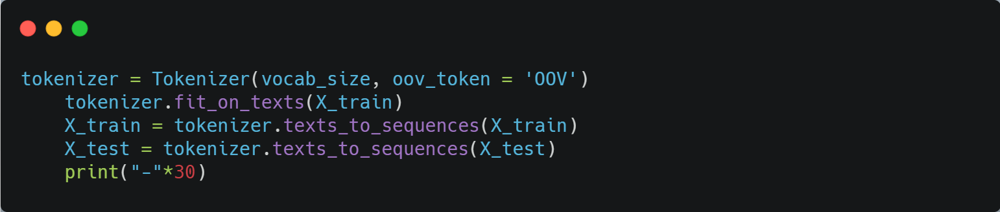 tokenizer = Tokenizer(vocab_size, oov_token = 'OOV')
    tokenizer.fit_on_texts(X_train)
    X_train = tokenizer.texts_to_sequences(X_train)
    X_test = tokenizer.texts_to_sequences(X_test)
    print("-"*30)